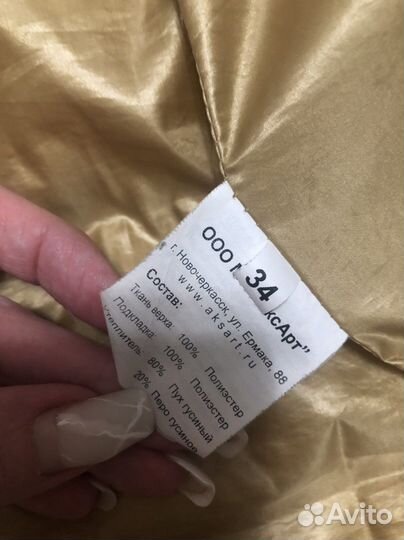 ООО
34
ксАрт"
г. Новочеркасск, ул. Ермака, 88
www.aksart.ru
Состав:
Ткань верха 100% Полиэстер
Подкладка 100% Полиэстер
80% Пух гусиный
20% Перо гусиное
Avito